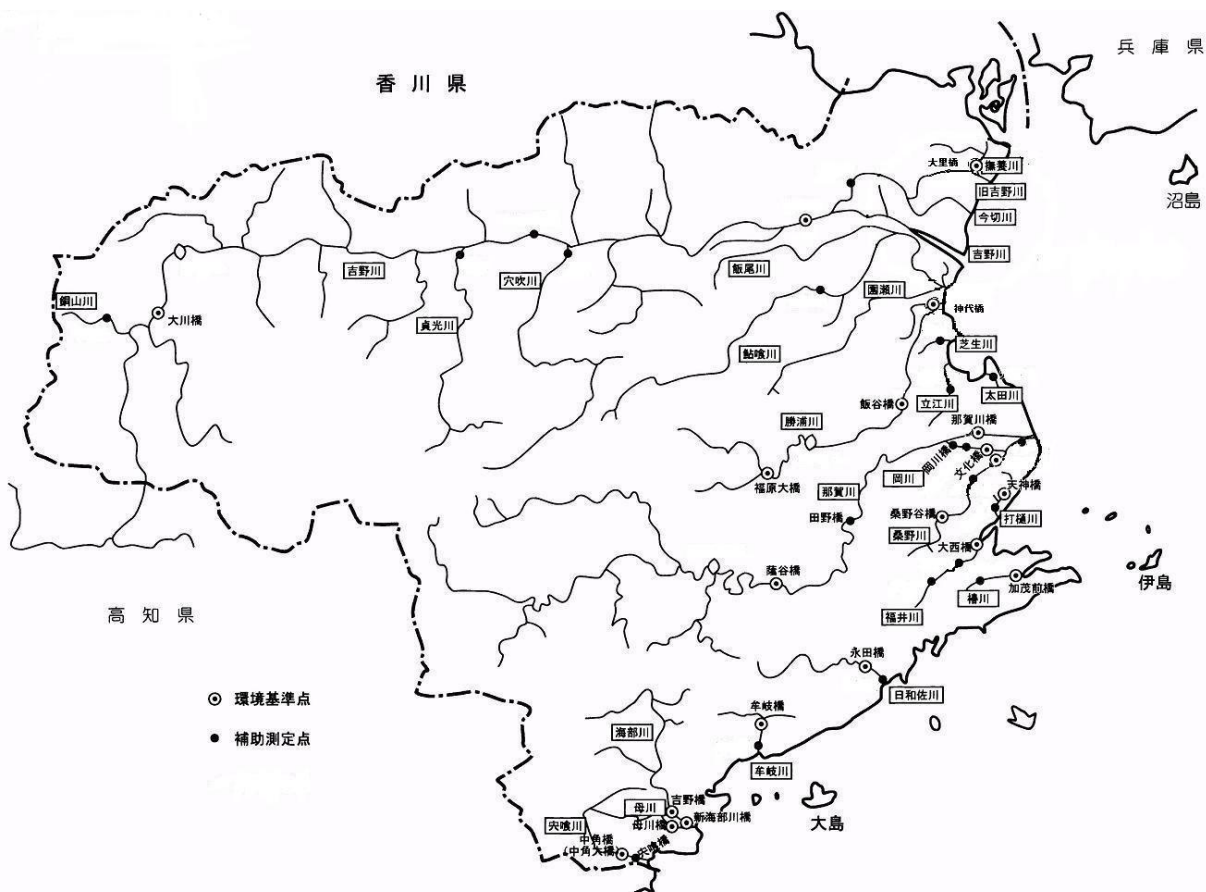 兵庫県
香川県
大里橋
撫養川
沼島
旧吉野川
今切川
吉野川
吉野川
穴吹川
飯尾川
銅山川
園瀬川
大川橋
貞光川
神代橋
鮎喰川
芝生川
飯谷橋
立江川
太田川
勝浦川
那賀川橋
岡川橋
文化橋
福原大橋
那賀川
岡川
天神橋
田野橋
桑野谷橋
打樋川
桑野川
大西橋
蔭谷橋
伊島
加茂前橋
椿川
福井川
高知県
永田橋
日和佐川
環境基準点
牟岐橋
海部川
補助測定点
牟岐川
吉野橋
母川
大島
新海部川橋
宍喰川
母川橋
中角橋
(中角大橋)
宍喰橋